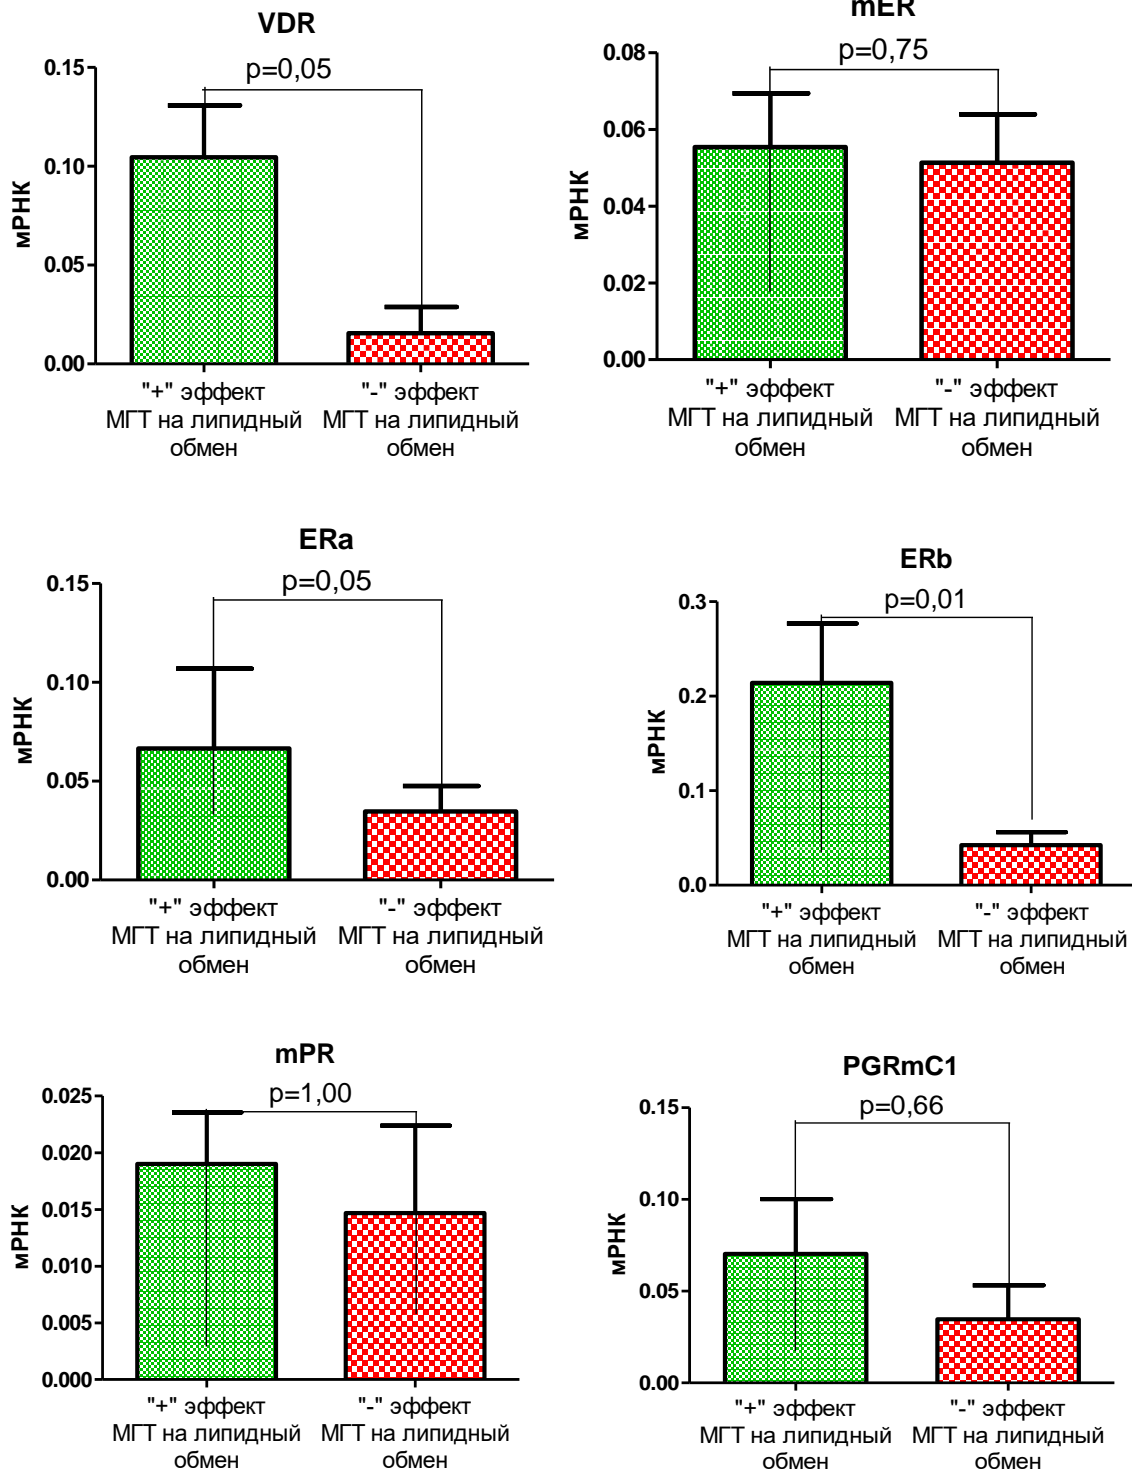 VDR
p=0,05
0.15
0.10
0.05
0.00
мРНК
"+" эффект
МГТ на липидный
обмен
"-" эффект
МГТ на липидный
обмен
mER
p=0,75
0.08
0.06
0.04
0.02
0.00
мРНК
"+" эффект
МГТ на липидный
обмен
"-" эффект
МГТ на липидный
обмен
ERa
p=0,05
0.15
0.10
0.05
0.00
мРНК
"+" эффект
МГТ на липидный
обмен
"-" эффект
МГТ на липидный
обмен
ERb
p=0,01
0.3
0.2
0.1
0.0
мРНК
"+" эффект
МГТ на липидный
обмен
"-" эффект
МГТ на липидный
обмен
mPR
p=1,00
0.025
0.020
0.015
0.010
0.005
0.000
мРНК
"+" эффект
МГТ на липидный
обмен
"-" эффект
МГТ на липидный
обмен
PGRmC1
p=0,66
0.15
0.10
0.05
0.00
мРНК
"+" эффект
МГТ на липидный
обмен
"-" эффект
МГТ на липидный
обмен